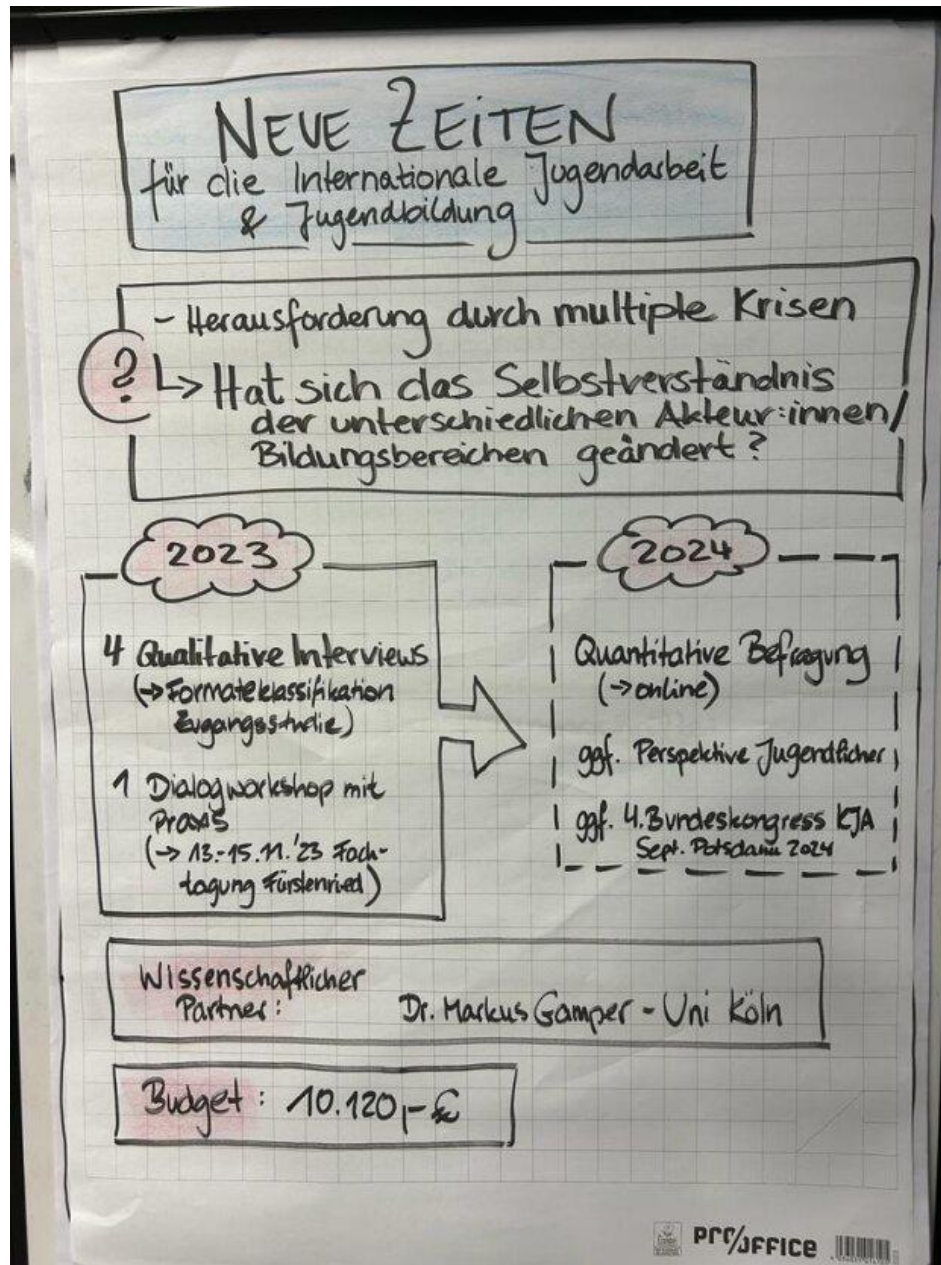 NEUE ZEITEN
für die Internationale Jugendarbeit
& Jugendbildung
- Herausforderung durch multiple Krisen
?
↳ Hat sich das Selbstverständnis
der unterschiedlichen Akteur:innen/
Bildungsbereichen geändert?
2023
4 Qualitative Interviews
(→ Formateklassifikation
Zugangsstudie)
1 Dialogworkshop mit
Praxis
(→ 13.-15.11.'23 Fach-
tagung Fürstenried)
2024
Quantitative Befragung
(→ online)
ggf. Perspektive Jugendlicher
ggf. 4. Bundeskongress KJA
Sept. Potsdam 2024
Wissenschaftlicher
Partner: Dr. Markus Gamper - Uni Köln
Budget: 10.120,- €
PRO/OFFICE